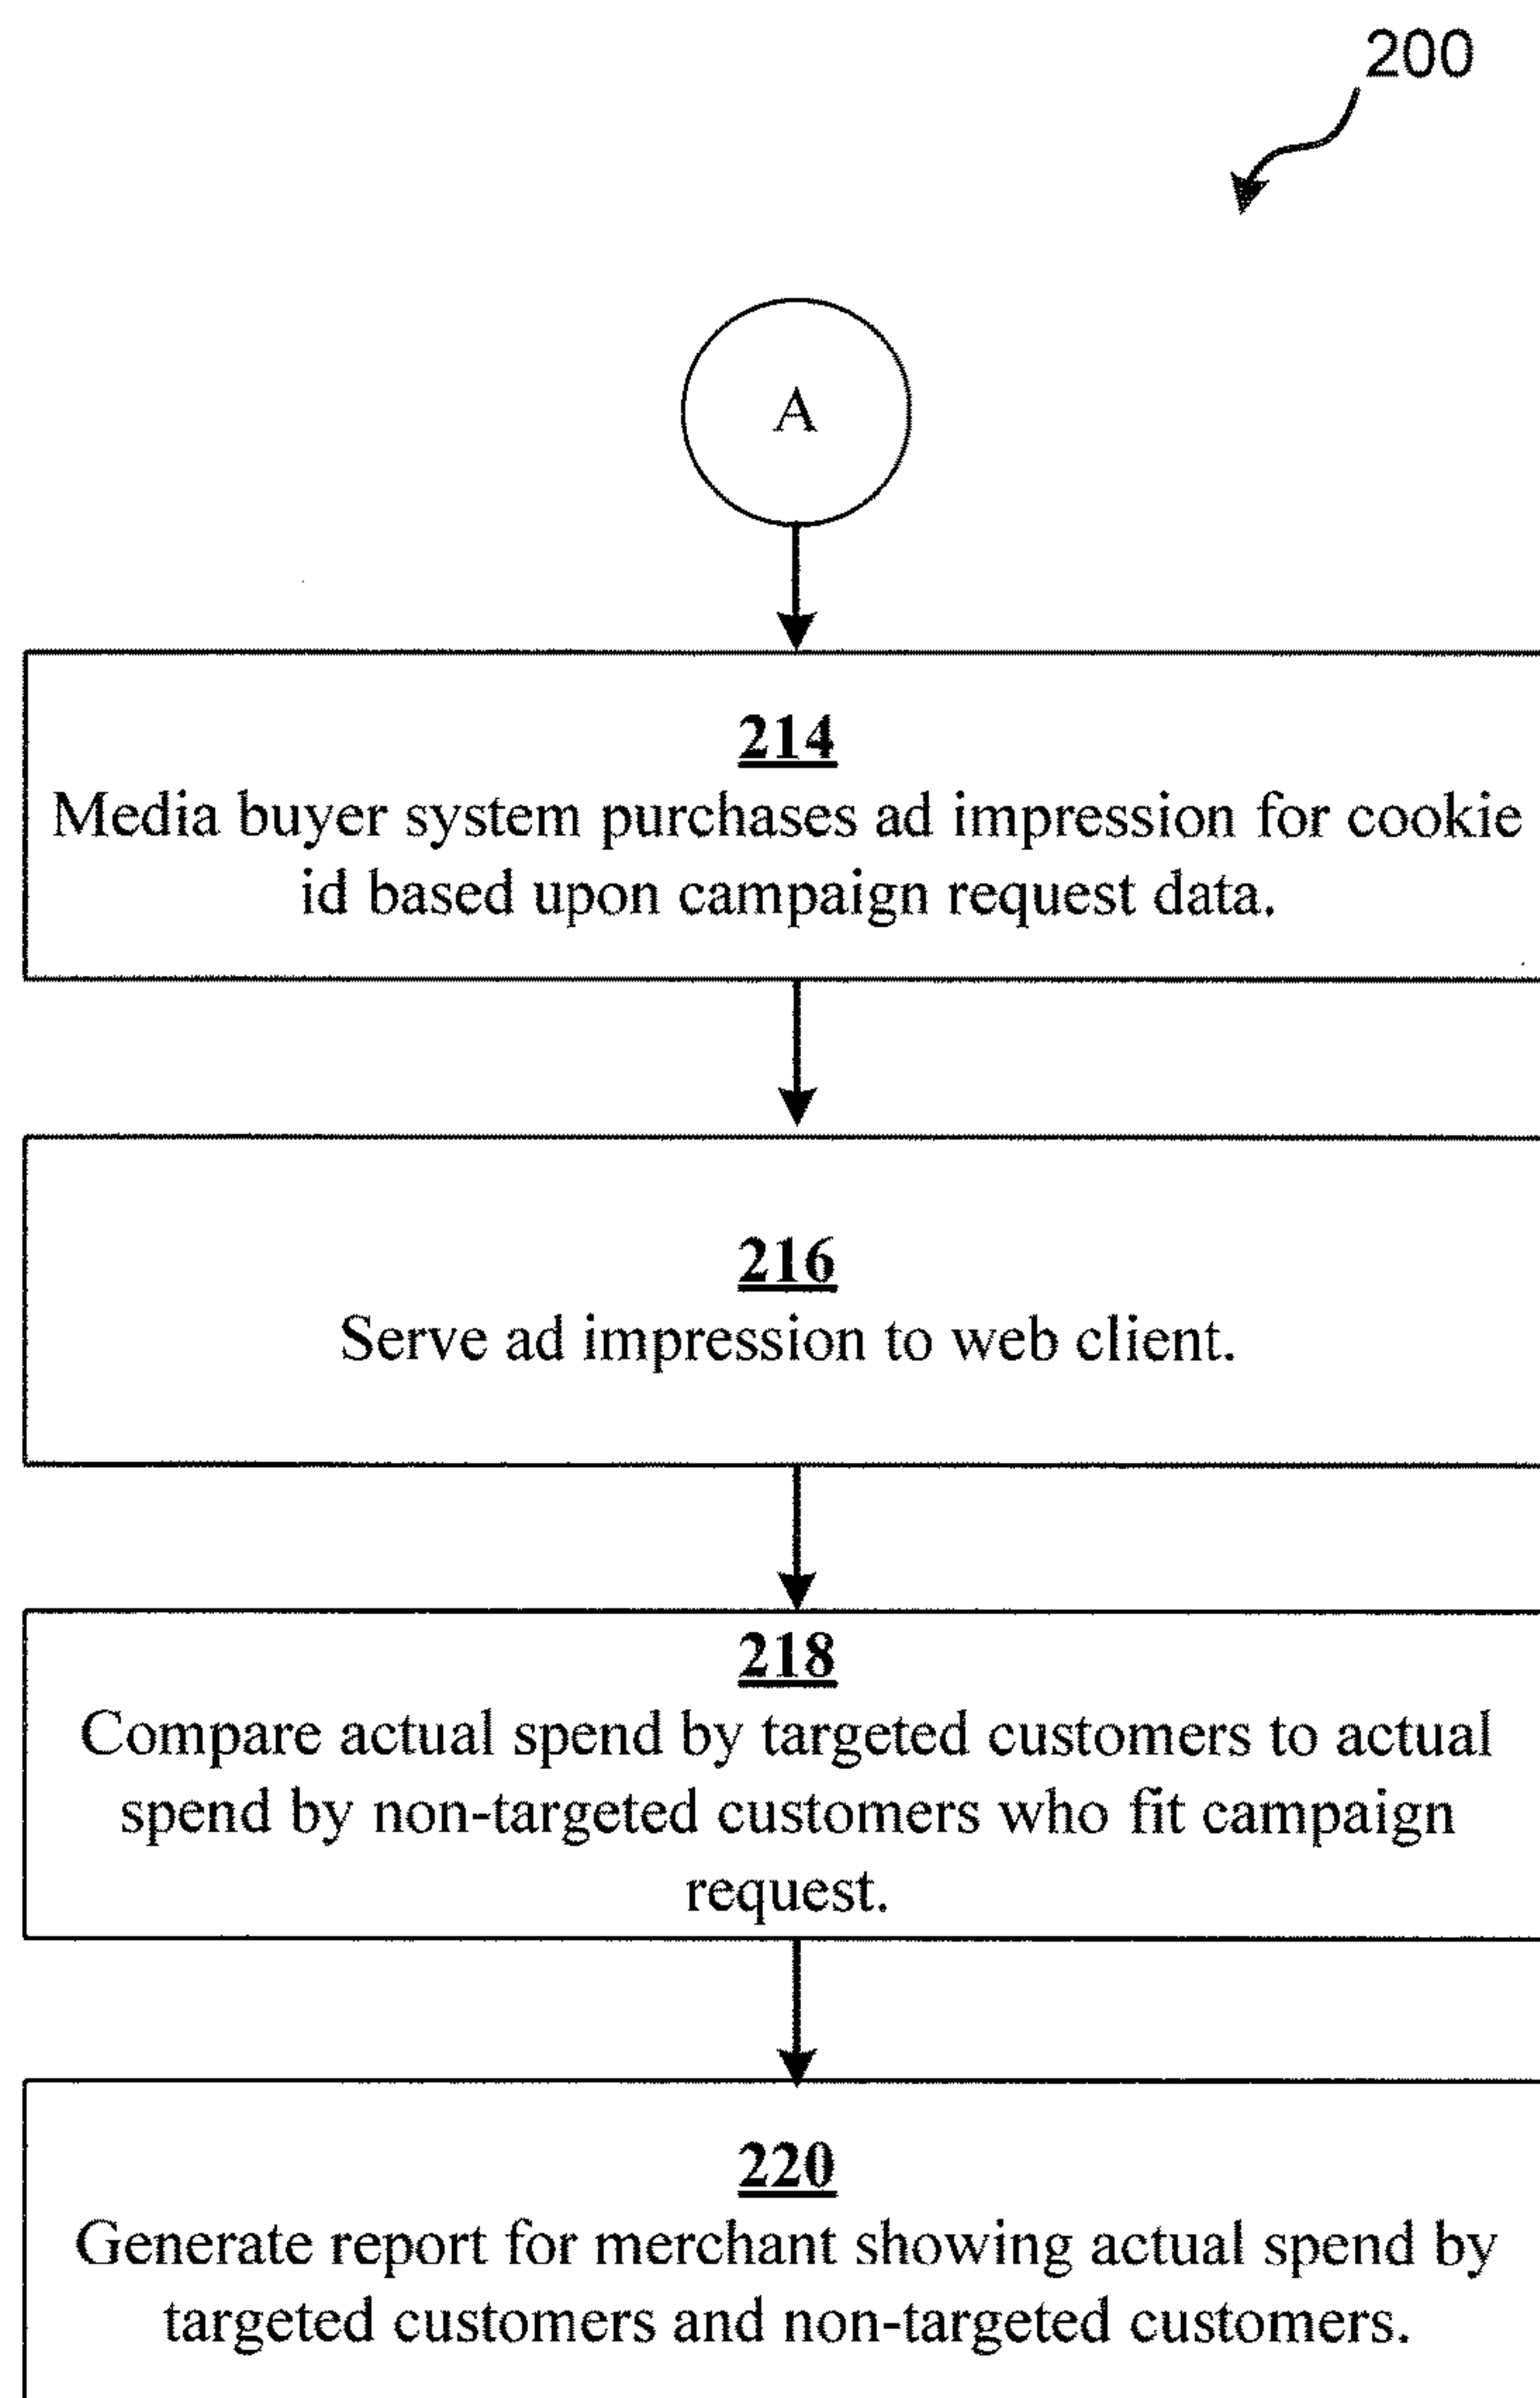 200
A
214
Media buyer system purchases ad impression for cookie
id based upon campaign request data.
216
Serve ad impression to web client.
218
Compare actual spend by targeted customers to actual
spend by non-targeted customers who fit campaign
request.
220
Generate report for merchant showing actual spend by
targeted customers and non-targeted customers.